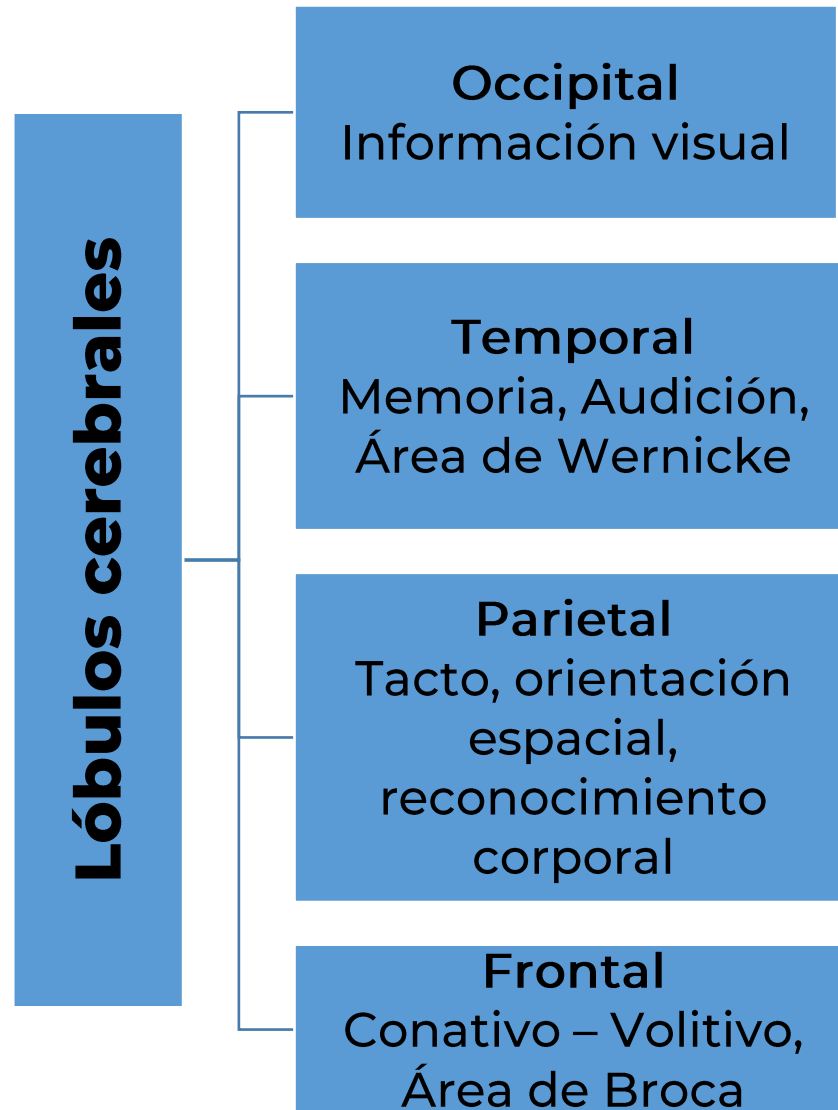 Lóbulos cerebrales
Occipital
Información visual
Temporal
Memoria, Audición,
Área de Wernicke
Parietal
Tacto, orientación
espacial,
reconocimiento
corporal
Frontal
Conativo – Volitivo,
Área de Broca